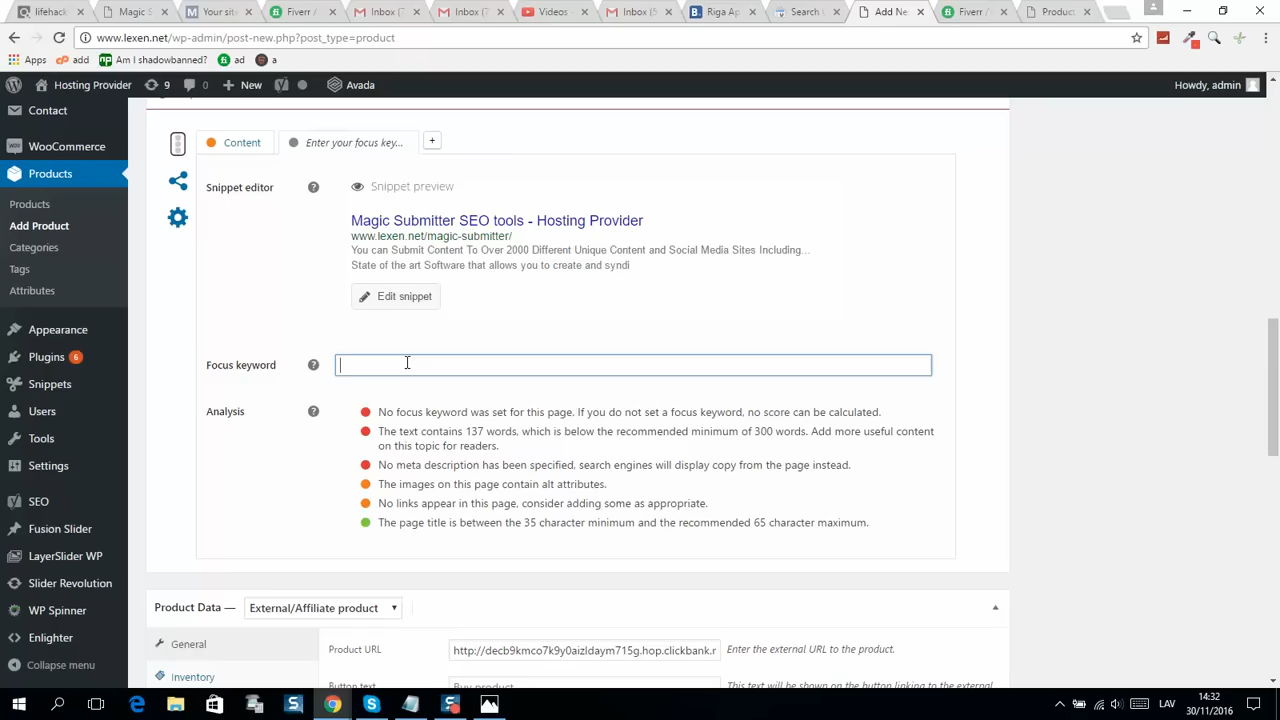 lifehack
Magic S
Your site
Fiverr /
Inbox (7
Inbox (
Videos
Inbox (
Riga Ap
Search
Add Ne
Fiverr /
Product
www.lexen.net/wp-admin/post-new.php?post_type=product
Apps
add
Am I shadowbanned?
ad
a
Hosting Provider
9
0
New
Avada
Howdy, admin
Contact
WooCommerce
Products
Products
Add Product
Categories
Tags
Attributes
Appearance
Plugins 6
Snippets
Users
Tools
Settings
SEO
Fusion Slider
LayerSlider WP
Slider Revolution
WP Spinner
Enlighter
Collapse menu
Content
Enter your focus key...
+
Snippet editor
Snippet preview
Magic Submitter SEO tools - Hosting Provider
www.lexen.net/magic-submitter/
You can Submit Content To Over 2000 Different Unique Content and Social Media Sites Including...
State of the art Software that allows you to create and syndi
Edit snippet
Focus keyword
Analysis
No focus keyword was set for this page. If you do not set a focus keyword, no score can be calculated.
The text contains 137 words, which is below the recommended minimum of 300 words. Add more useful content
on this topic for readers.
No meta description has been specified, search engines will display copy from the page instead.
The images on this page contain alt attributes.
No links appear in this page, consider adding some as appropriate.
The page title is between the 35 character minimum and the recommended 65 character maximum.
Product Data —
External/Affiliate product
General
Inventory
Product URL
http://decb9kmco7k9y0aizldaym715g.hop.clickbank.r
Enter the external URL to the product.
Button text
Buy product
This text will be shown on the button linking to the external
LAV
14:32
30/11/2016